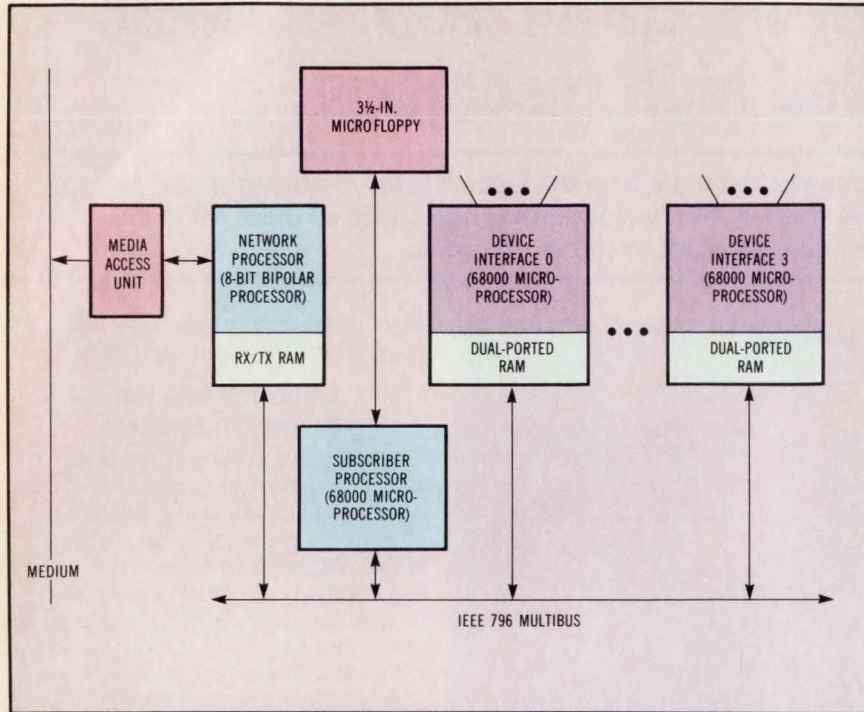 3½-IN.
MICROFLOPPY
MEDIA
ACCESS
UNIT
NETWORK
PROCESSOR
(8-BIT BIPOLAR
PROCESSOR)
RX/TX RAM
DEVICE
INTERFACE 0
(68000 MICRO-
PROCESSOR)
DUAL-PORTED
RAM
DEVICE
INTERFACE 3
(68000 MICRO-
PROCESSOR)
DUAL-PORTED
RAM
SUBSCRIBER
PROCESSOR
(68000 MICRO-
PROCESSOR)
MEDIUM
IEEE 796 MULTIBUS